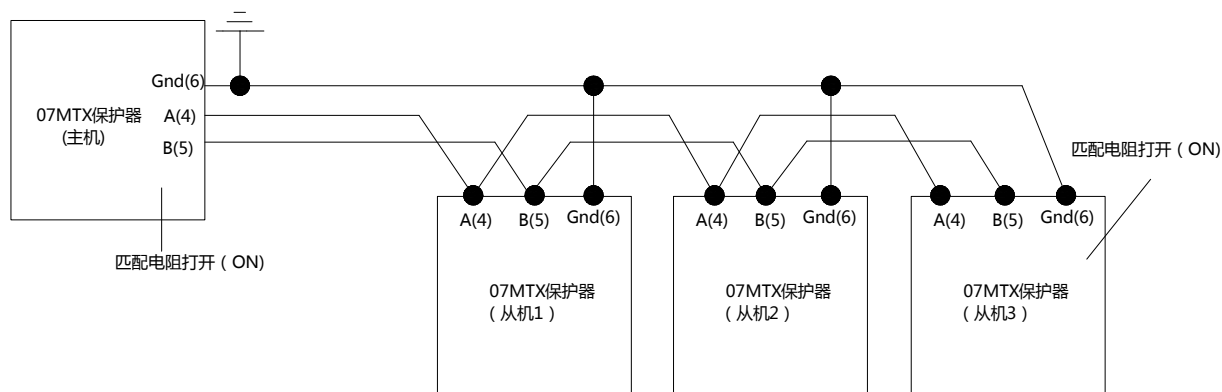 Gnd(6)
07MTX保护器
(主机)
A(4)
B(5)
匹配电阻打开（ON)
匹配电阻打开（ON)
A(4)
B(5)
Gnd(6)
A(4)
B(5)
Gnd(6)
A(4)
B(5)
Gnd(6)
07MTX保护器
（从机1）
07MTX保护器
（从机2）
07MTX保护器
（从机3）